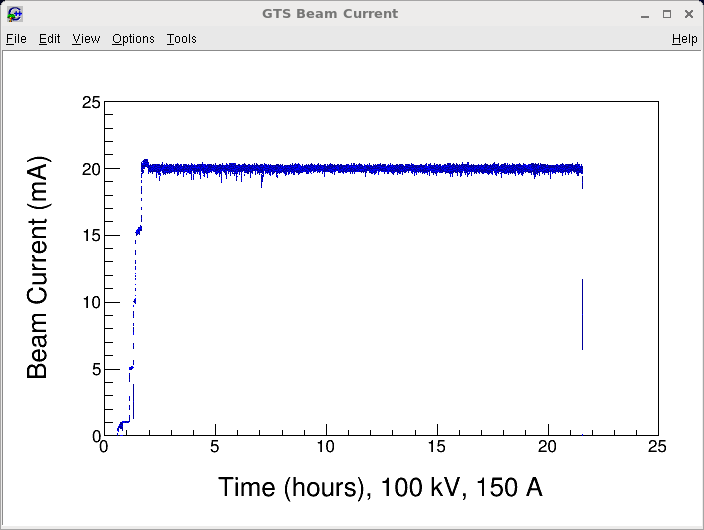 GTS Beam Current
File Edit View Options Tools Help
25
20
15
10
5
0
0 5 10 15 20 25
Beam Current (mA)
Time (hours), 100 kV, 150 A